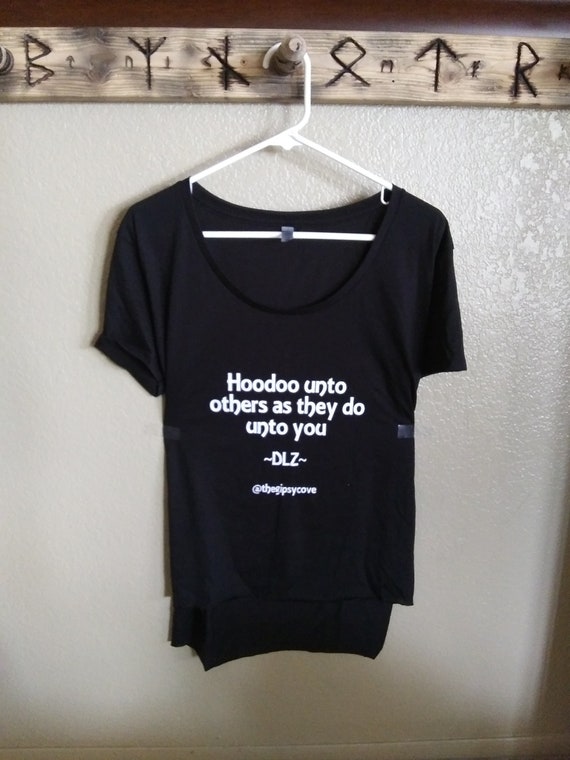 ᛒ ᛉ ᛟ ᛏ ᚱ
Hoodoo unto
others as they do
unto you
~DLZ~
@thegipsycove